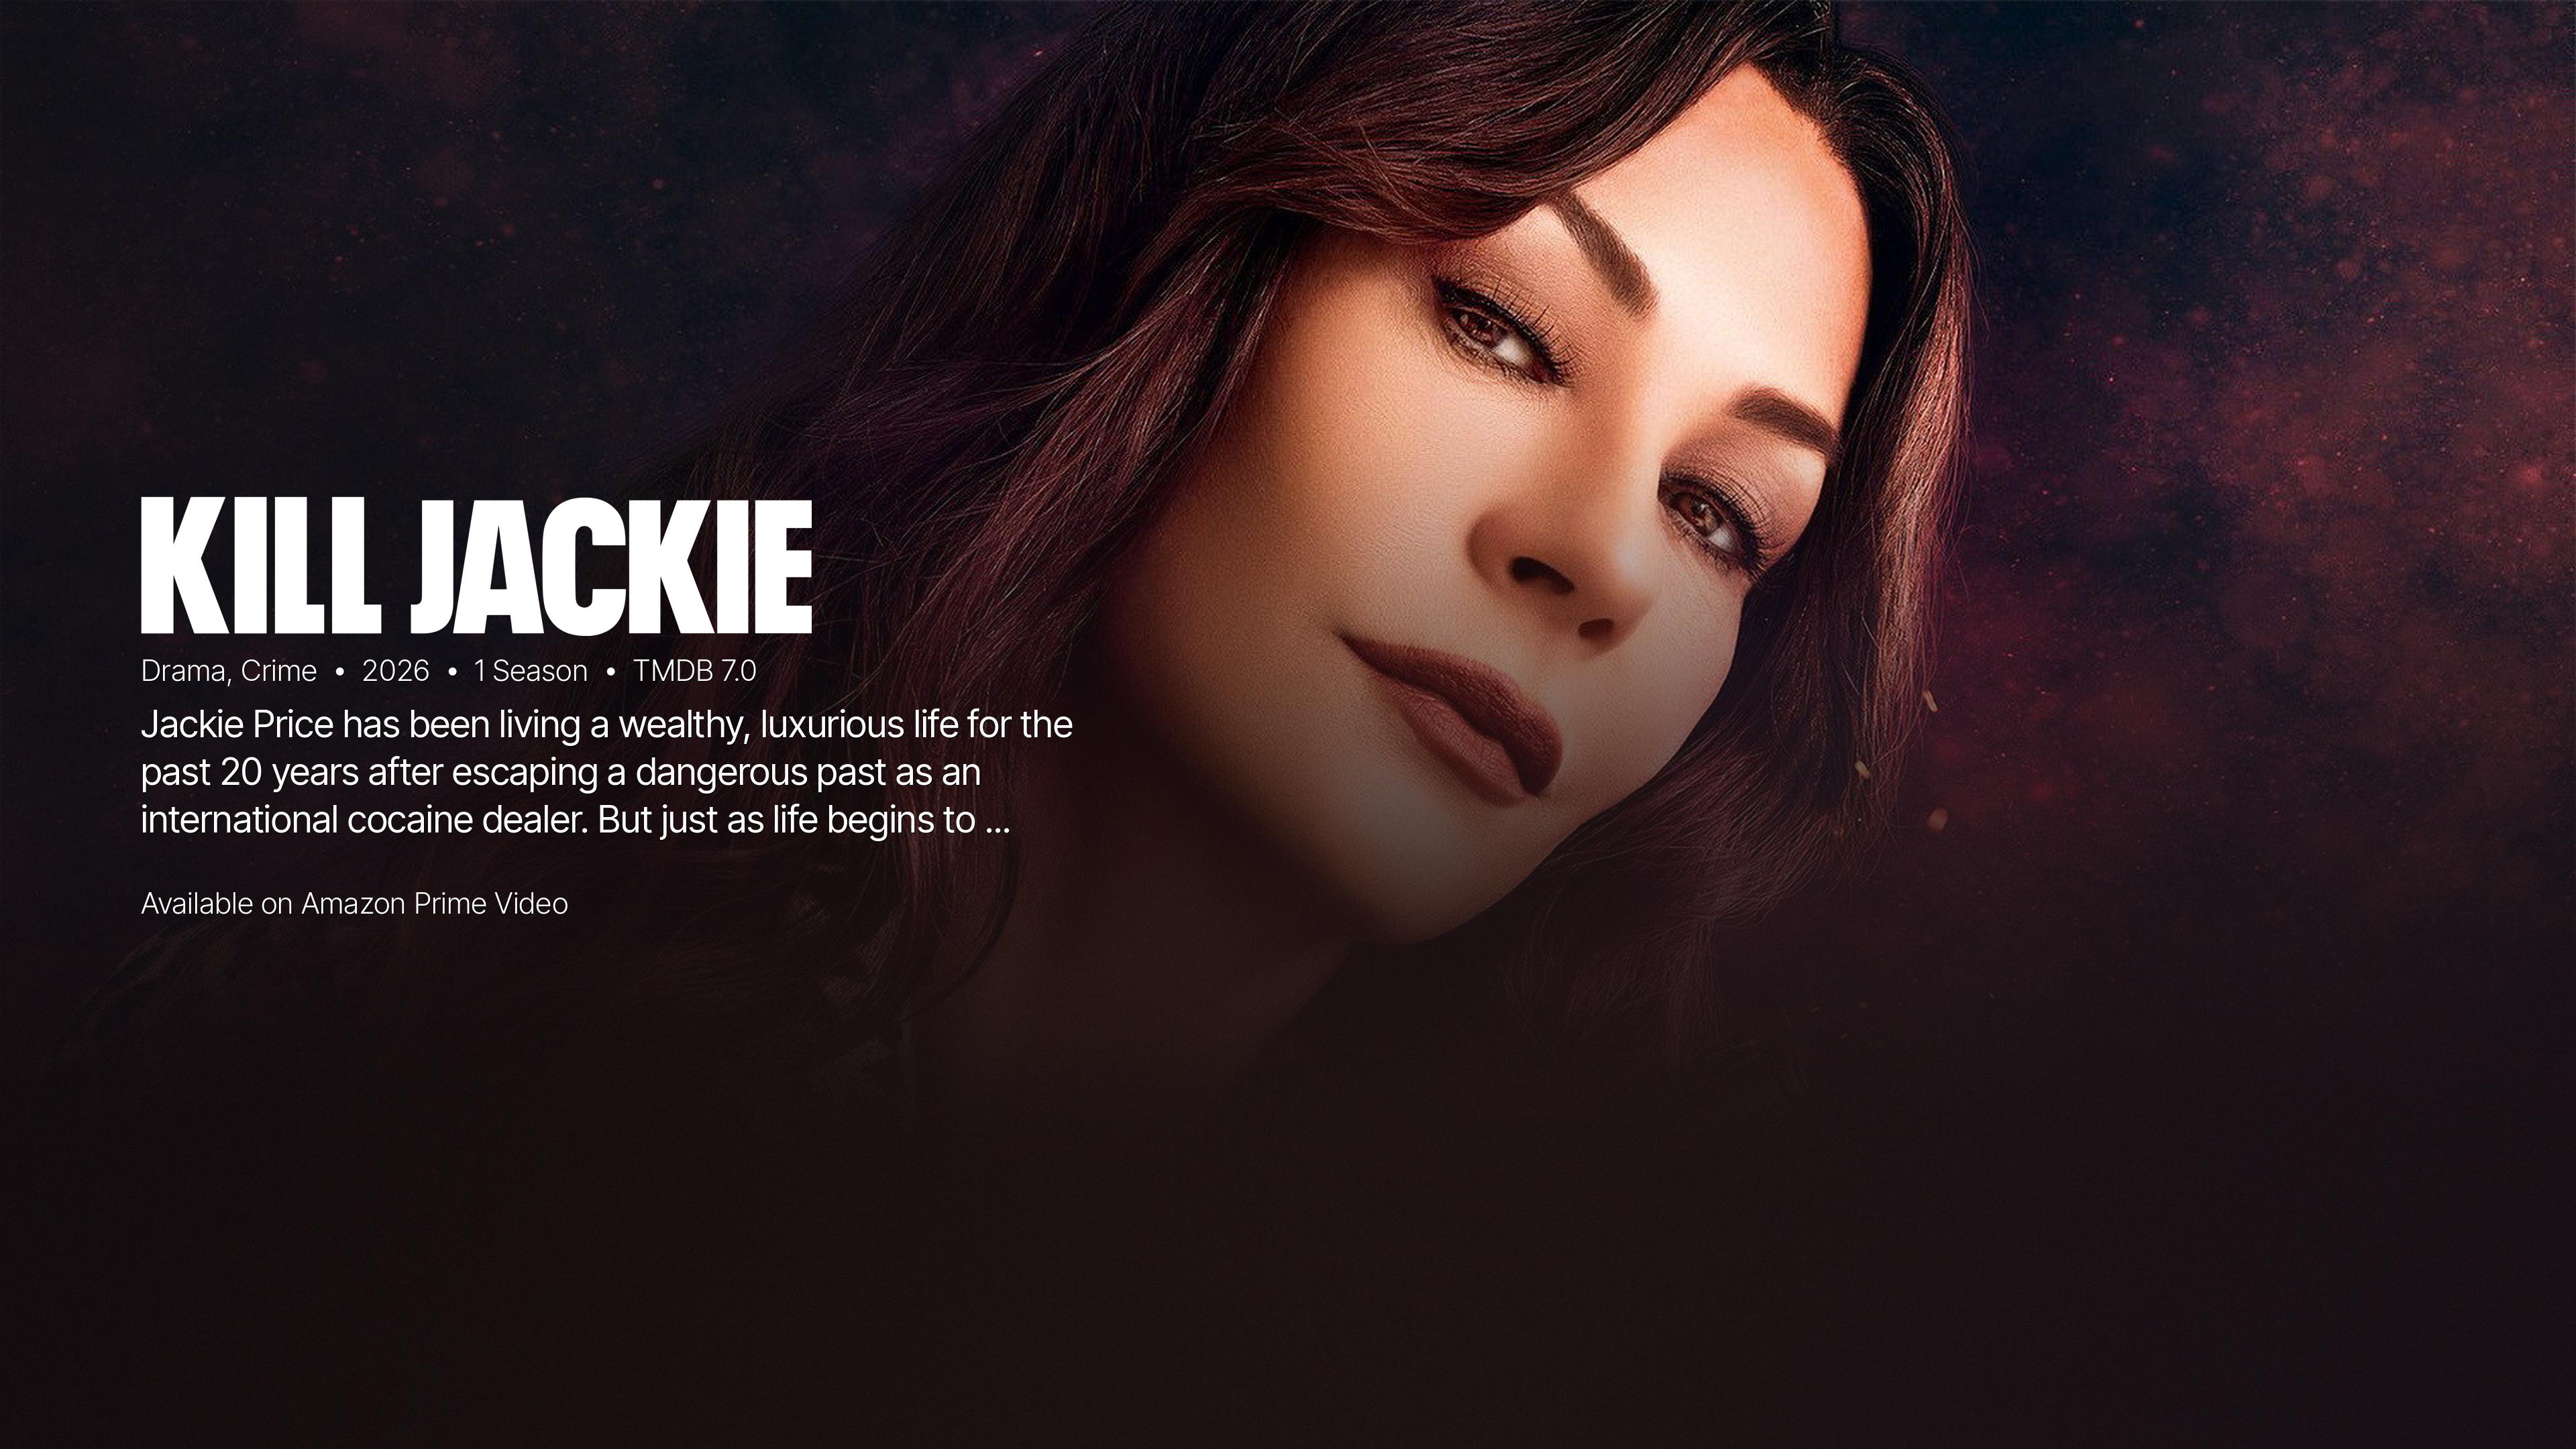 KILL JACKIE
Drama, Crime • 2026 • 1 Season • TMDB 7.0
Jackie Price has been living a wealthy, luxurious life for the
past 20 years after escaping a dangerous past as an
international cocaine dealer. But just as life begins to ...
Available on Amazon Prime Video